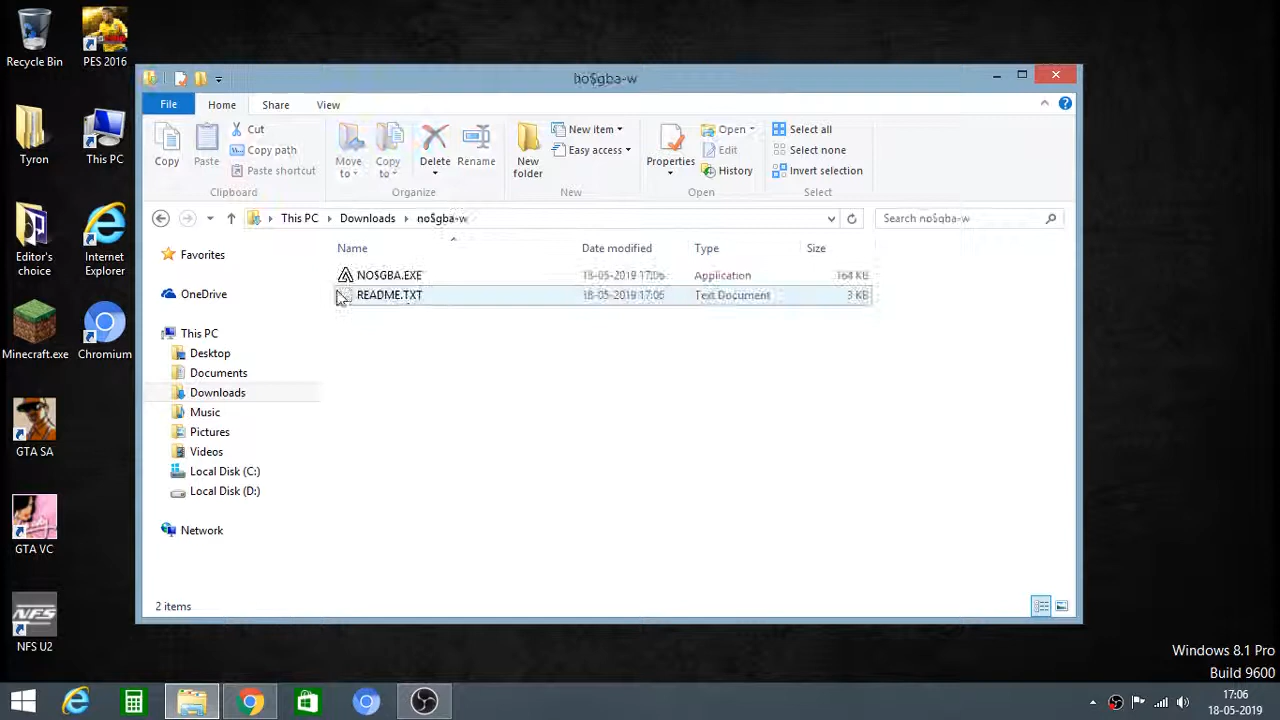 Recycle Bin
PES 2016
Tyron
This PC
Editor's
choice
Internet
Explorer
Minecraft.exe
Chromium
GTA SA
GTA VC
NFS
NFS U2
no$gba-w
File
Home
Share
View
Copy
Paste
Cut
Copy path
Paste shortcut
Clipboard
Move
to
Copy
to
Delete
Rename
Organize
New
folder
New item
Easy access
New
Properties
Open
Edit
History
Open
Select all
Select none
Invert selection
Select
This PC
Downloads
no$gba-w
Search no$gba-w
Name
Date modified
Type
Size
NO$GBA.EXE
18-05-2019 17:06
Application
164 KB
README.TXT
18-05-2019 17:06
Text Document
3 KB
Favorites
OneDrive
This PC
Desktop
Documents
Downloads
Music
Pictures
Videos
Local Disk (C:)
Local Disk (D:)
Network
2 items
Windows 8.1 Pro
Build 9600
17:06
18-05-2019